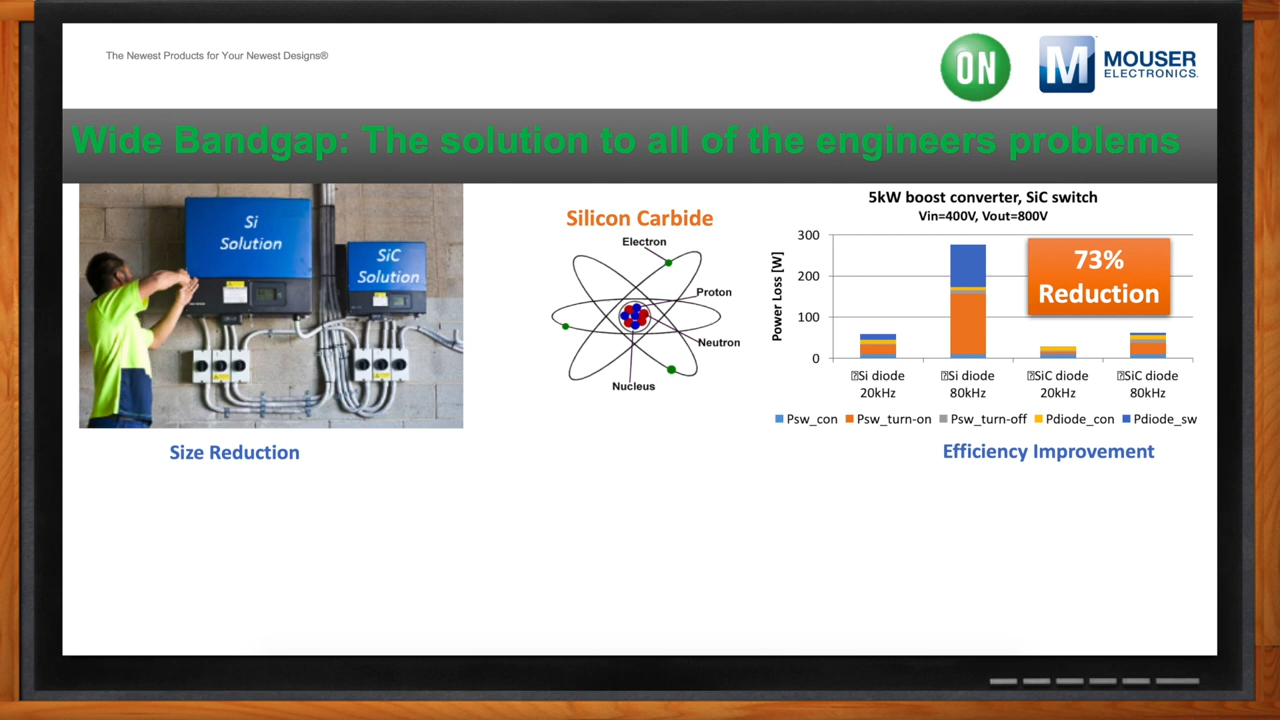 The Newest Products for Your Newest Designs®
ON
M
MOUSER
ELECTRONICS.
Wide Bandgap: The solution to all of the engineers problems
Si
Solution
SiC
Solution
Size Reduction
Silicon Carbide
Electron
Proton
Neutron
Nucleus
5kW boost converter, SiC switch
Vin=400V, Vout=800V
Power Loss [W]
300
200
100
0
73%
Reduction
Si diode
20kHz
Si diode
80kHz
SiC diode
20kHz
SiC diode
80kHz
Psw_con Psw_turn-on Psw_turn-off Pdiode_con Pdiode_sw
Efficiency Improvement